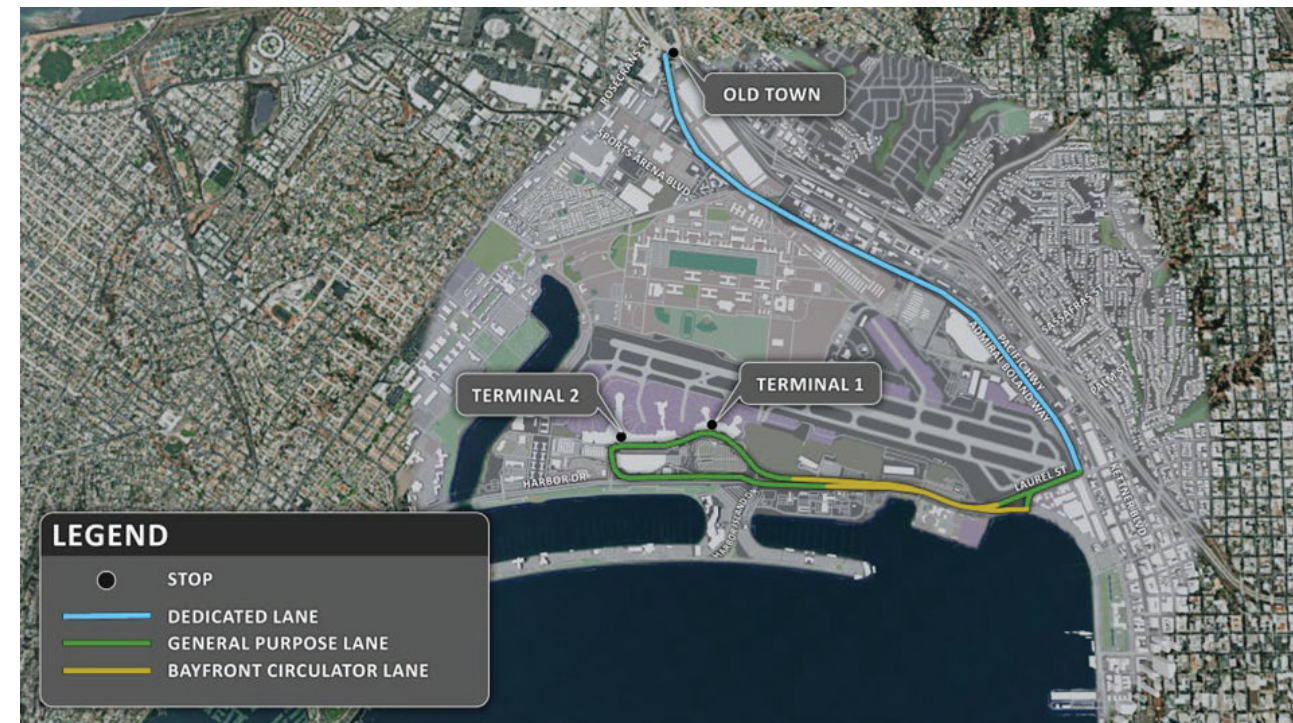 ROSECRANS ST
OLD TOWN
SPORTS ARENA BLVD
SASSAFRAS ST
PACIFIC HWY
ADMIRAL BOLAND WAY
PALM ST
TERMINAL 2
TERMINAL 1
HARBOR DR
LAUREL ST
KETTNER BLVD
HARBOR ISLAND DR
LEGEND
STOP
DEDICATED LANE
GENERAL PURPOSE LANE
BAYFRONT CIRCULATOR LANE